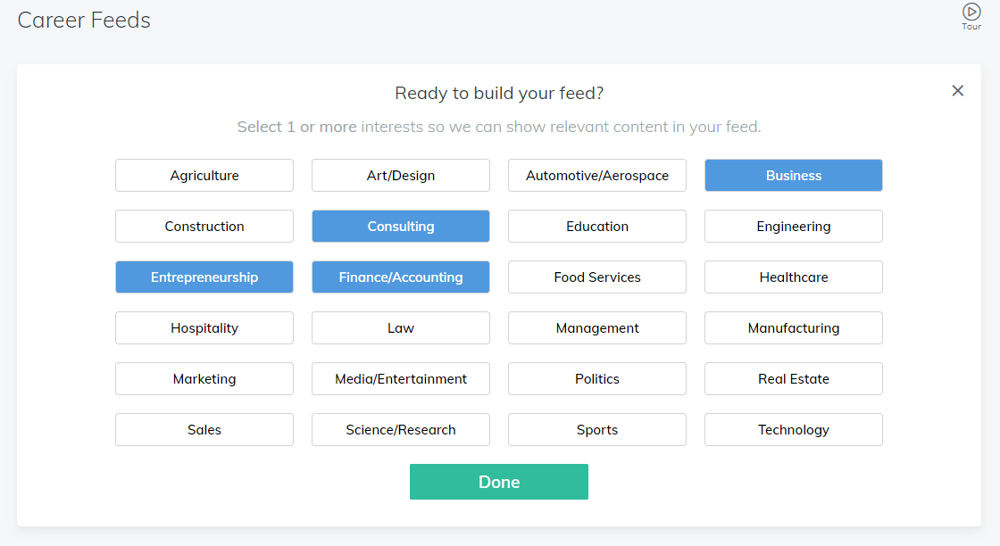 Career Feeds
Tour
Ready to build your feed?
Select 1 or more interests so we can show relevant content in your feed.
Agriculture Art/Design Automotive/Aerospace Business
Construction Consulting Education Engineering
Entrepreneurship Finance/Accounting Food Services Healthcare
Hospitality Law Management Manufacturing
Marketing Media/Entertainment Politics Real Estate
Sales Science/Research Sports Technology
Done